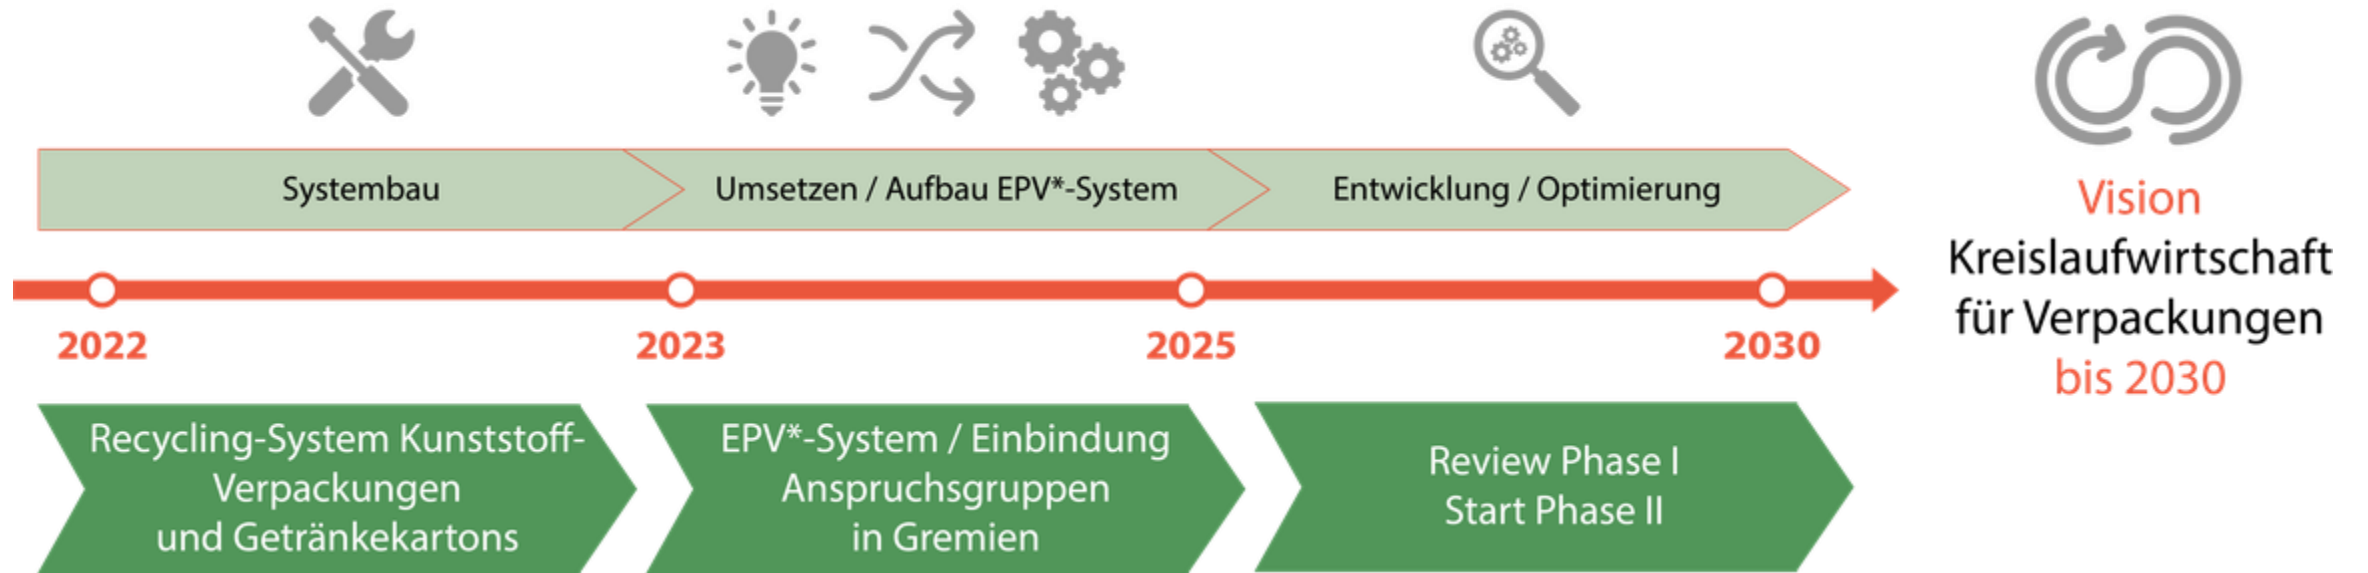 Systembau
Umsetzen / Aufbau EPV*-System
Entwicklung / Optimierung
2022
2023
2025
2030
Recycling-System Kunststoff-
Verpackungen
und Getränkekartons
EPV*-System / Einbindung
Anspruchsgruppen
in Gremien
Review Phase I
Start Phase II
Vision
Kreislaufwirtschaft
für Verpackungen
bis 2030